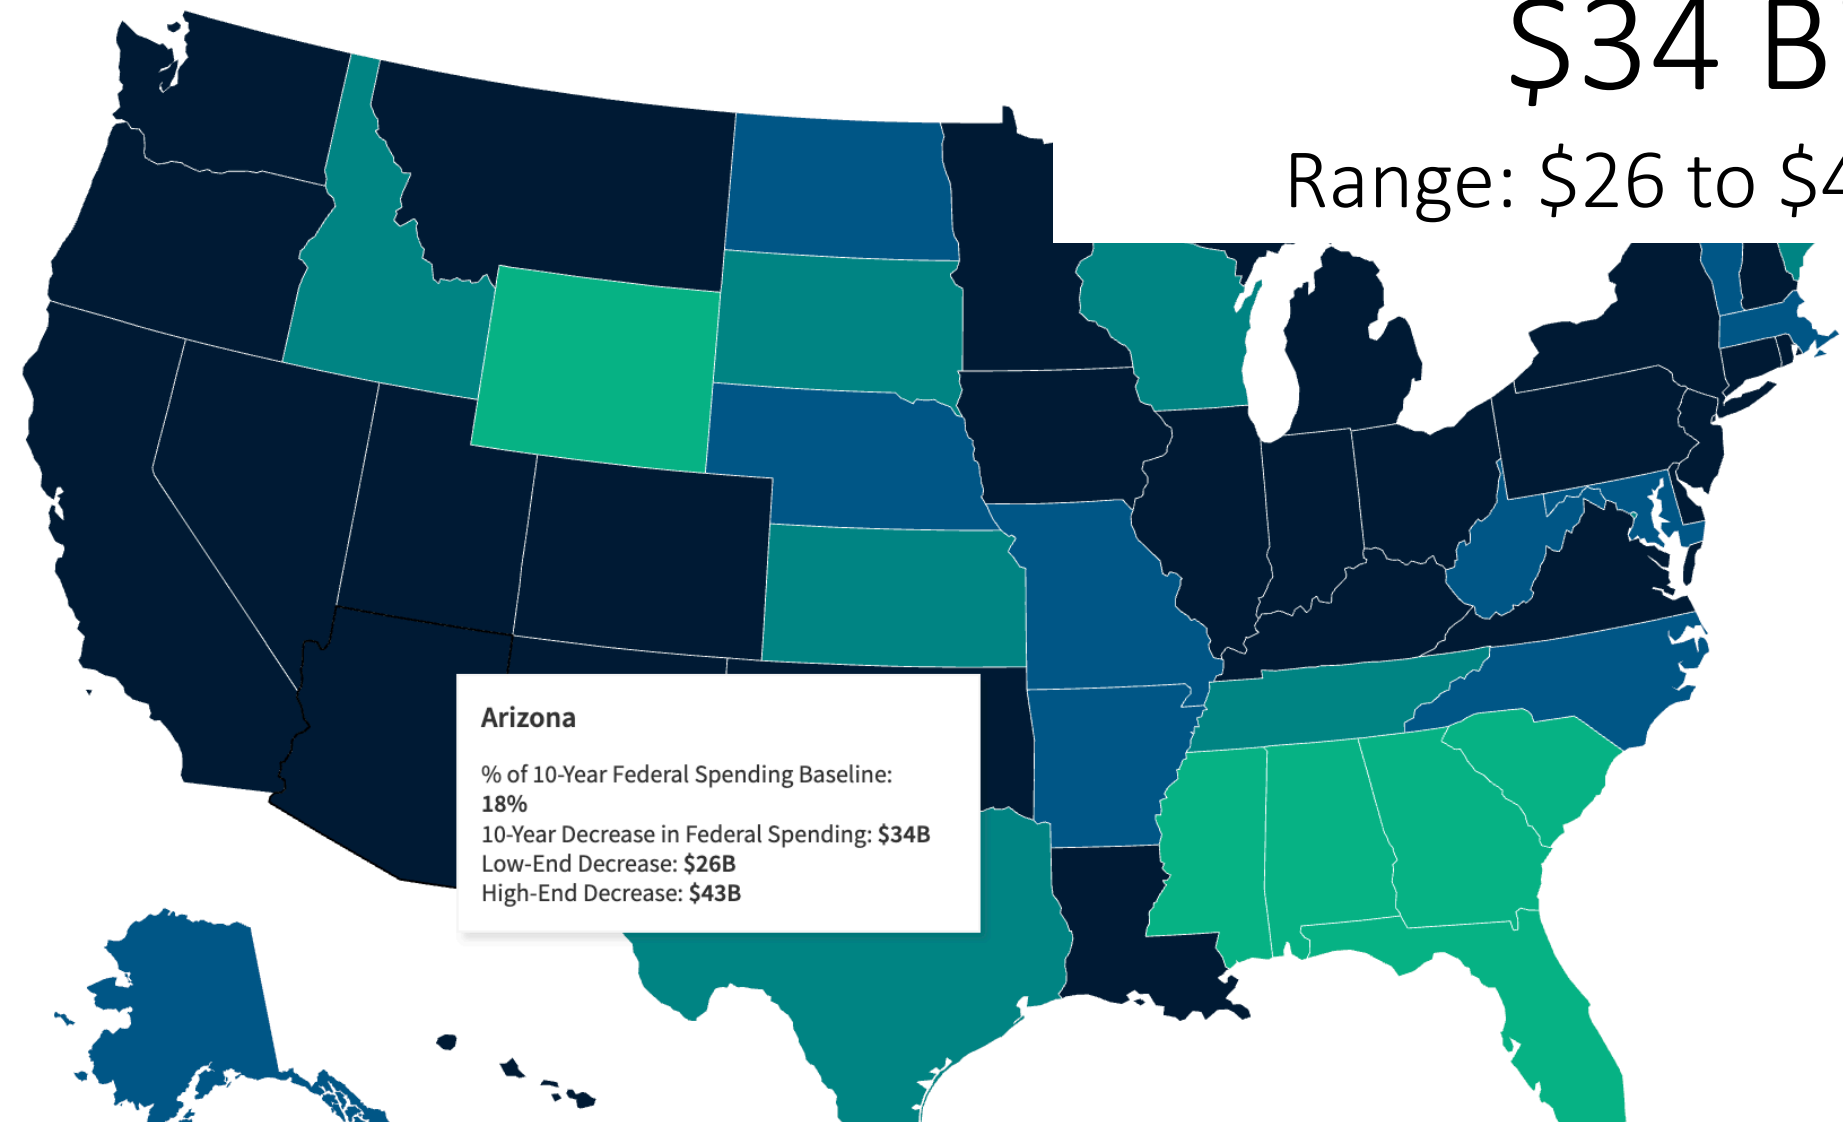 $34 B
Range: $26 to $4
Arizona
% of 10-Year Federal Spending Baseline:
18%
10-Year Decrease in Federal Spending: $34B
Low-End Decrease: $26B
High-End Decrease: $43B